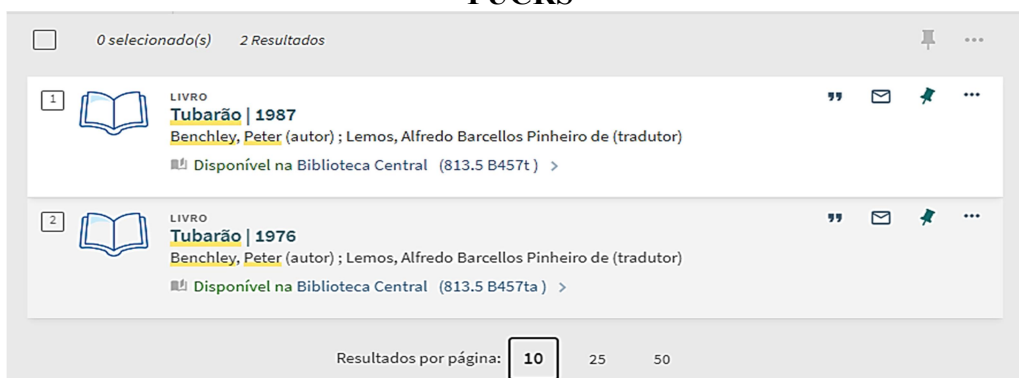 PUCRS
0 selecionado(s) 2 Resultados
1
LIVRO
Tubarão | 1987
Benchley, Peter (autor) ; Lemos, Alfredo Barcellos Pinheiro de (tradutor)
Disponível na Biblioteca Central (813.5 B457t ) >
2
LIVRO
Tubarão | 1976
Benchley, Peter (autor) ; Lemos, Alfredo Barcellos Pinheiro de (tradutor)
Disponível na Biblioteca Central (813.5 B457ta ) >
Resultados por página: 10 25 50